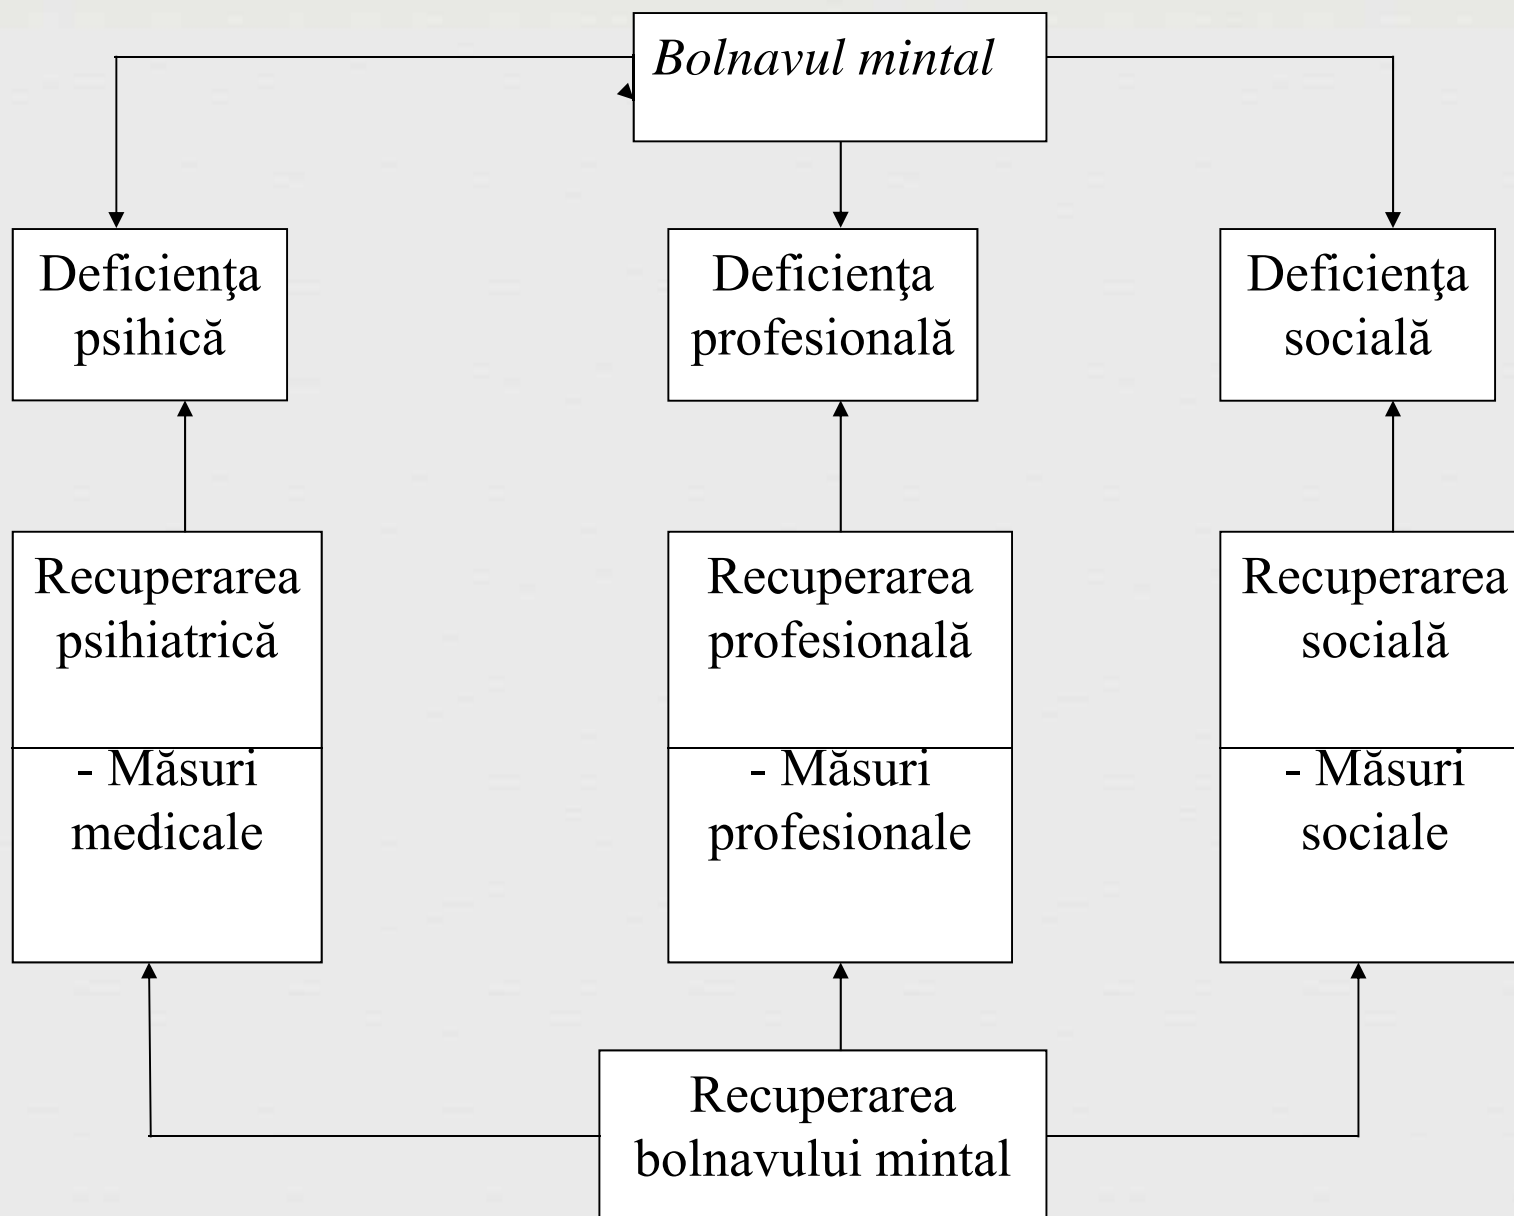 Bolnavul mintal
Deficienţa
psihică
Deficienţa
profesională
Deficienţa
socială
Recuperarea
psihiatrică
- Măsuri
medicale
Recuperarea
profesională
- Măsuri
profesionale
Recuperarea
socială
- Măsuri
sociale
Recuperarea
bolnavului mintal